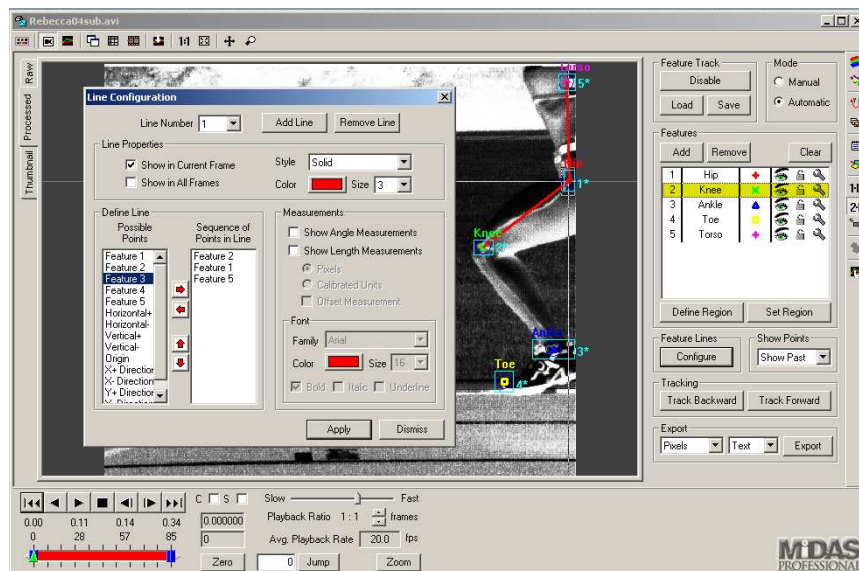 Rebecca04sub.avi
1:1
Raw
Processed
Thumbnail
Line Configuration
Line Number 1
Add Line
Remove Line
Line Properties
Show in Current Frame
Show in All Frames
Style Solid
Color
Size 3
Define Line
Possible Points
Sequence of Points in Line
Feature 1
Feature 2
Feature 3
Feature 4
Feature 5
Horizontal+
Horizontal-
Vertical+
Vertical-
Origin
X+ Direction
X- Direction
Y+ Direction
Feature 2
Feature 1
Feature 5
Measurements
Show Angle Measurements
Show Length Measurements
Pixels
Calibrated Units
Offset Measurement
Font
Family Arial
Color
Size 16
Bold
Italic
Underline
Apply
Dismiss
5*
1*
Knee
2*
Ankle
3*
Toe
4*
Feature Track
Disable
Load
Save
Mode
Manual
Automatic
Features
Add
Remove
Clear
1 Hip
2 Knee
3 Ankle
4 Toe
5 Torso
Define Region
Set Region
Feature Lines
Configure
Show Points
Show Past
Tracking
Track Backward
Track Forward
Export
Pixels
Text
Export
C
S
Slow
Fast
0.00 0.11 0.14 0.34
0 28 57 85
0.000000
0
Zero
Playback Ratio 1 : 1 frames
Avg. Playback Rate 20.0 fps
0
Jump
Zoom
MiDAS
PROFESSIONAL